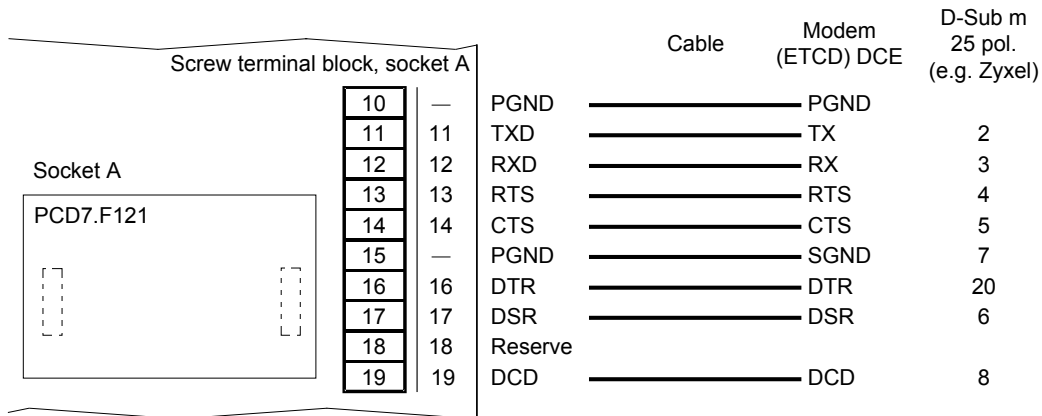 D-Sub m
Cable Modem 25 pol.
(ETCD) DCE (e.g. Zyxel)
Screw terminal block, socket A
10 — PGND PGND
11 11 TXD TX 2
12 12 RXD RX 3
Socket A
13 13 RTS RTS 4
PCD7.F121
14 14 CTS CTS 5
15 — PGND SGND 7
16 16 DTR DTR 20
17 17 DSR DSR 6
18 18 Reserve
19 19 DCD DCD 8